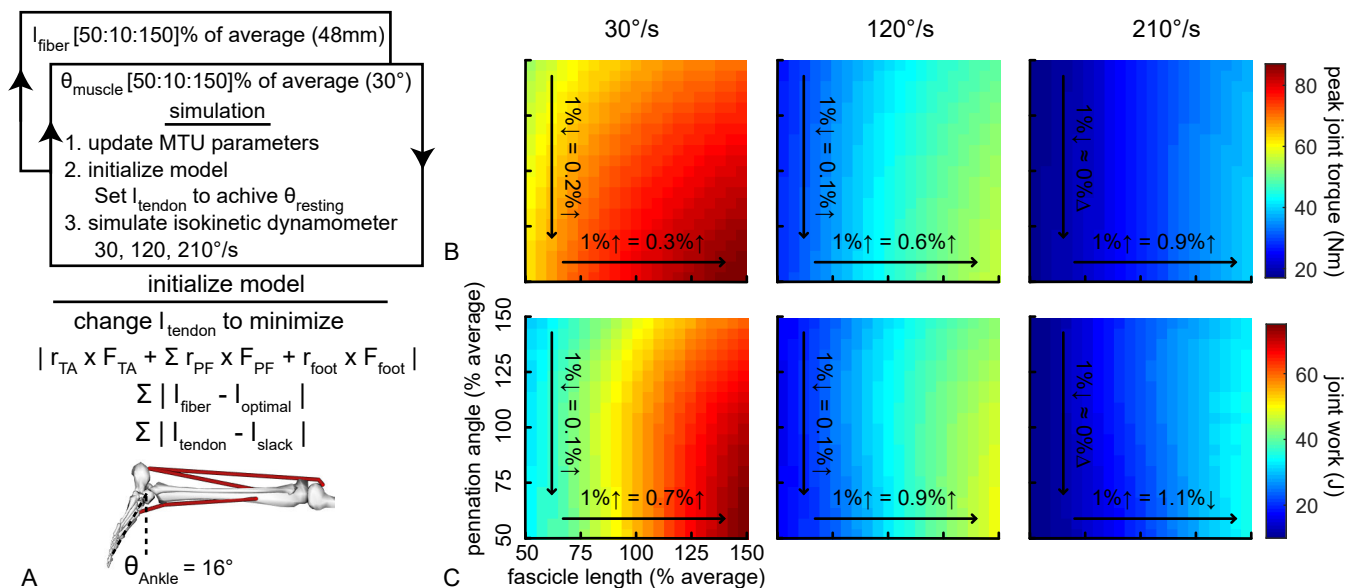 l_fiber [50:10:150]% of average (48mm)
θ_muscle [50:10:150]% of average (30°)
simulation
1. update MTU parameters
2. initialize model
Set l_tendon to achive θ_resting
3. simulate isokinetic dynamometer
30, 120, 210°/s
initialize model
change l_tendon to minimize
| r_TA x F_TA + Σ r_PF x F_PF + r_foot x F_foot |
Σ | l_fiber - l_optimal |
Σ | l_tendon - l_slack |
θ_Ankle = 16°
A
30°/s
120°/s
210°/s
1%↓ = 0.2%↑
1%↑ = 0.3%↑
1%↓ = 0.1%↑
1%↑ = 0.6%↑
1%↓ ≈ 0%∆
1%↑ = 0.9%↑
80
60
40
20
peak joint torque (Nm)
B
150
125
100
75
50
pennation angle (% average)
1%↓ = 0.1%↑
1%↑ = 0.7%↑
1%↓ = 0.1%↑
1%↑ = 0.9%↑
1%↓ ≈ 0%∆
1%↑ = 1.1%↓
60
40
20
10
joint work (J)
50 75 100 125 150
fascicle length (% average)
C